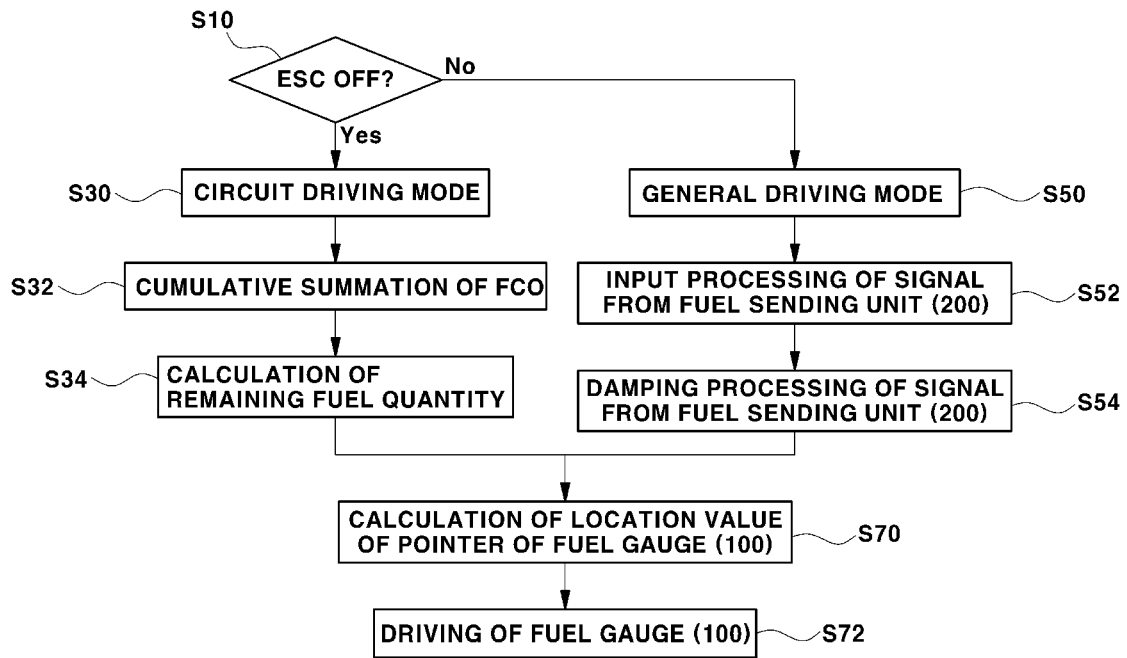 S10
ESC OFF?
No
Yes
S30
CIRCUIT DRIVING MODE
GENERAL DRIVING MODE
S50
S32
CUMULATIVE SUMMATION OF FCO
INPUT PROCESSING OF SIGNAL
FROM FUEL SENDING UNIT (200)
S52
S34
CALCULATION OF
REMAINING FUEL QUANTITY
DAMPING PROCESSING OF SIGNAL
FROM FUEL SENDING UNIT (200)
S54
CALCULATION OF LOCATION VALUE
OF POINTER OF FUEL GAUGE (100)
S70
DRIVING OF FUEL GAUGE (100)
S72